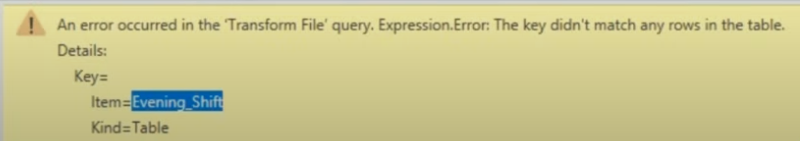 An error occurred in the 'Transform File' query. Expression.Error: The key didn't match any rows in the table.
Details:
Key=
Item=Evening_Shift
Kind=Table